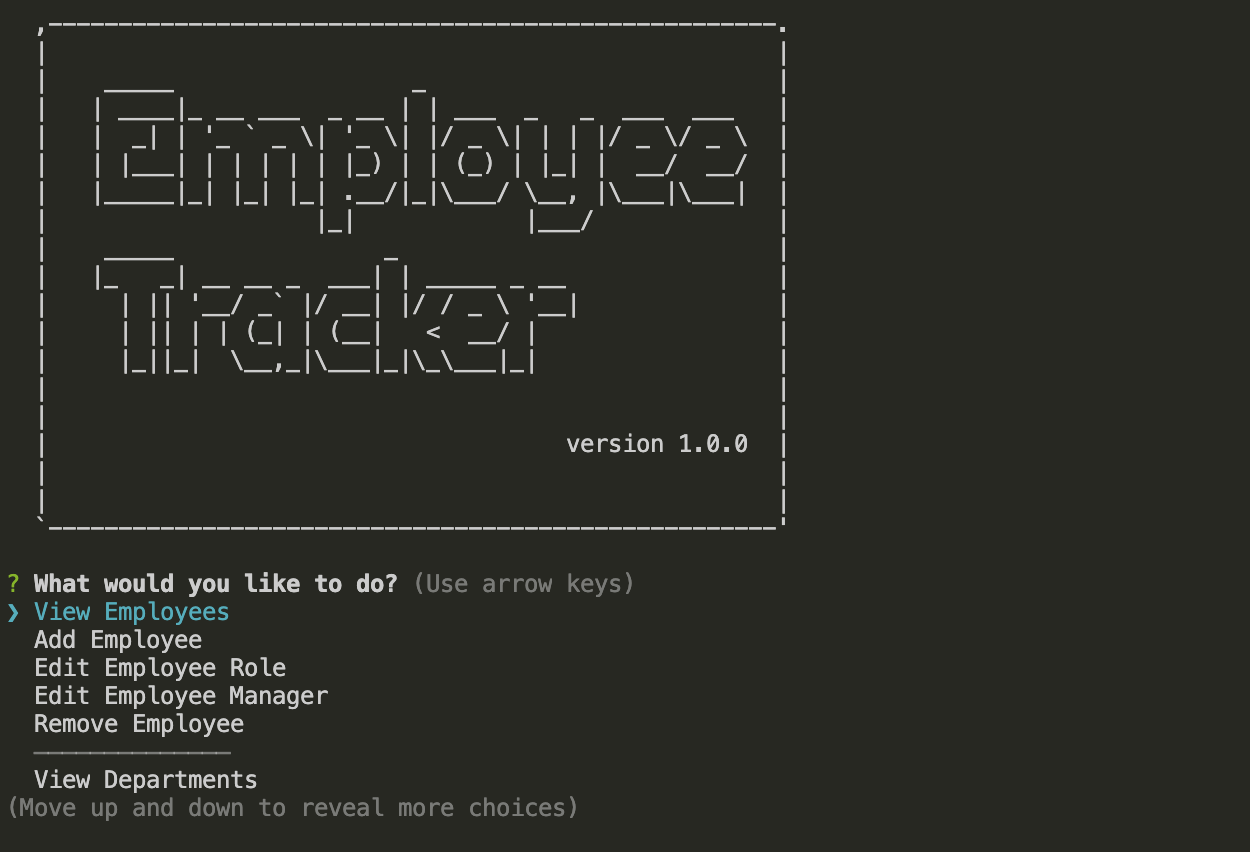 Employee
Tracker
version 1.0.0
? What would you like to do? (Use arrow keys)
❯ View Employees
Add Employee
Edit Employee Role
Edit Employee Manager
Remove Employee
──────────────
View Departments
(Move up and down to reveal more choices)